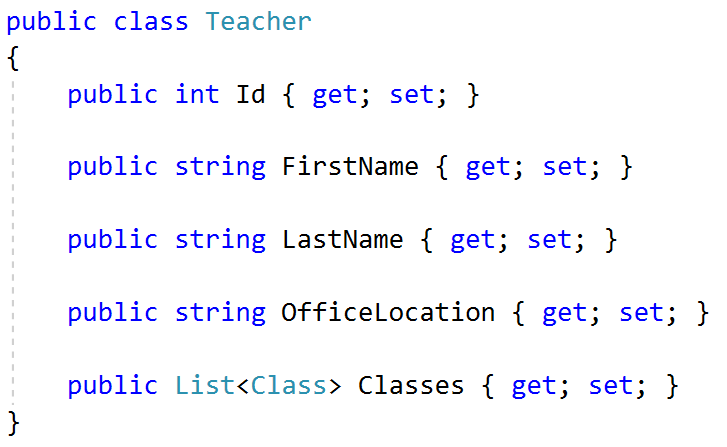 public class Teacher
{
public int Id { get; set; }
public string FirstName { get; set; }
public string LastName { get; set; }
public string OfficeLocation { get; set; }
public List<Class> Classes { get; set; }
}